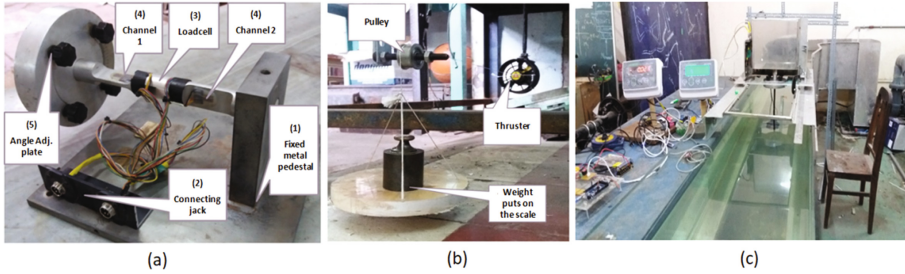 (4)
Channel
1
(3)
Loadcell
(4)
Channel 2
(5)
Angle Adj.
plate
(1)
Fixed
metal
pedestal
(2)
Connecting
jack
Pulley
Thruster
Weight
puts on
the scale
(a)
(b)
(c)